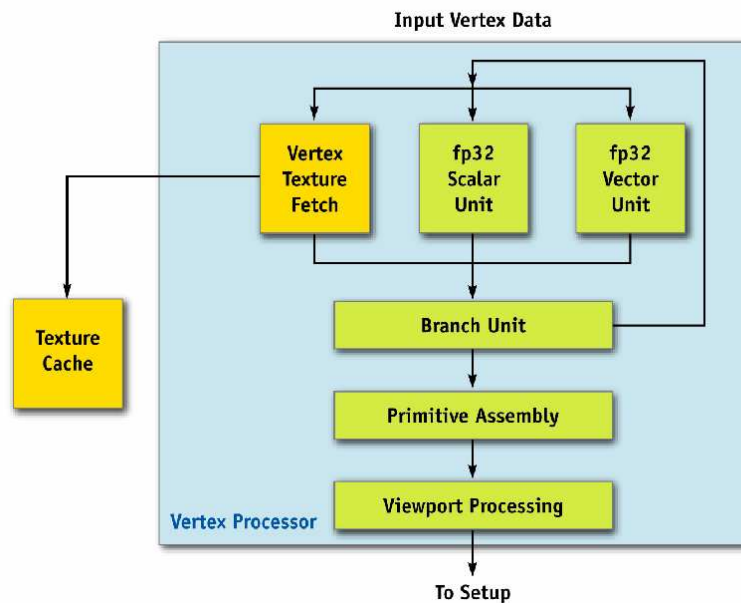 Input Vertex Data
Vertex
Texture
Fetch
fp32
Scalar
Unit
fp32
Vector
Unit
Texture
Cache
Branch Unit
Primitive Assembly
Viewport Processing
Vertex Processor
To Setup